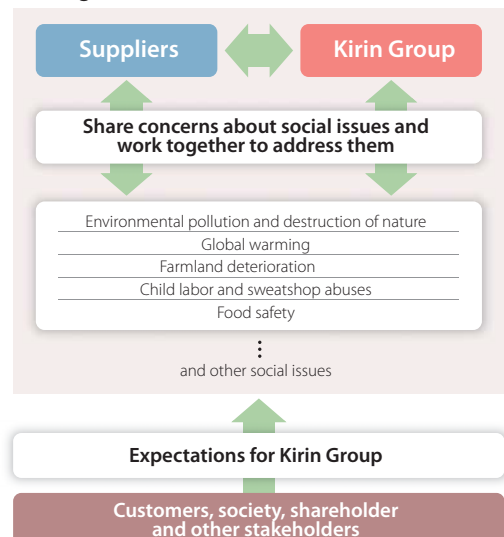 Suppliers
Kirin Group
Share concerns about social issues and
work together to address them
Environmental pollution and destruction of nature
Global warming
Farmland deterioration
Child labor and sweatshop abuses
Food safety
and other social issues
Expectations for Kirin Group
Customers, society, shareholder
and other stakeholders